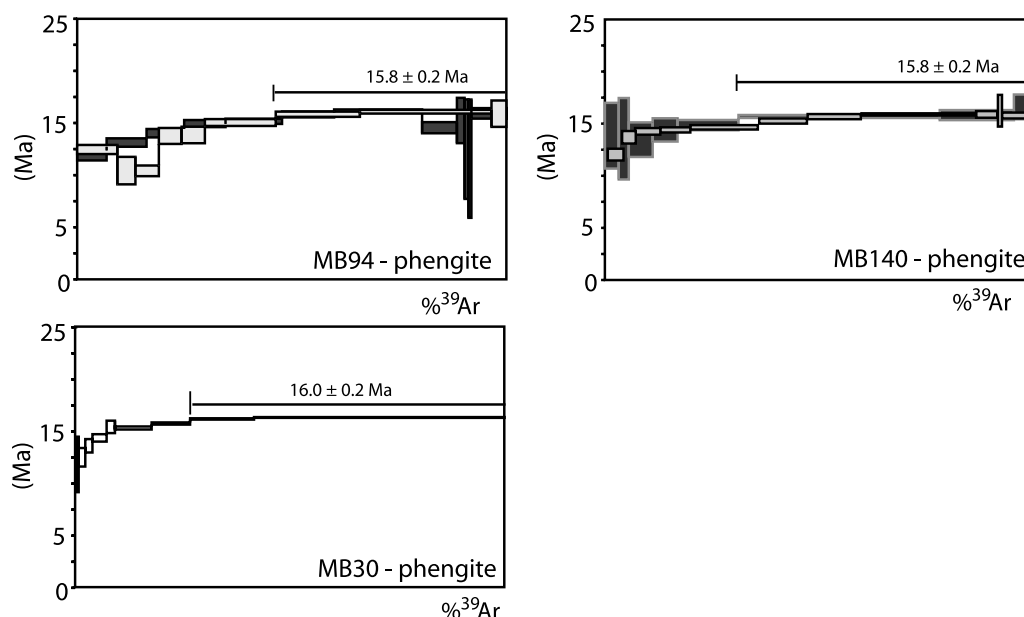 25
15
5
0
(Ma)
15.8 ± 0.2 Ma
MB94 - phengite
%³⁹Ar
25
15
5
0
(Ma)
15.8 ± 0.2 Ma
MB140 - phengite
%³⁹Ar
25
15
5
0
(Ma)
16.0 ± 0.2 Ma
MB30 - phengite
%³⁹Ar